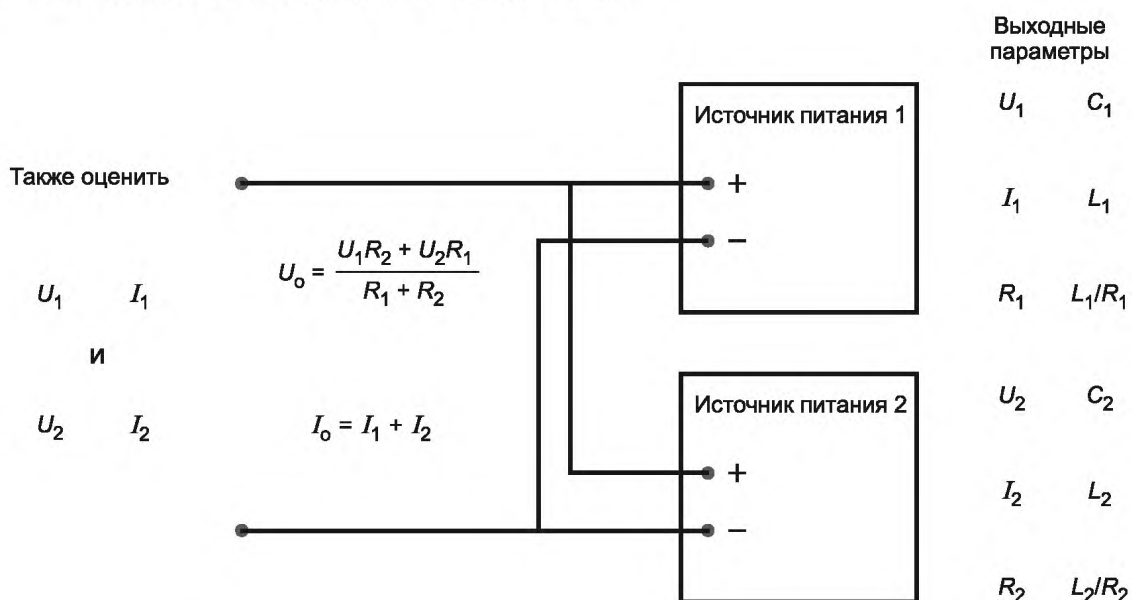 Выходные
параметры
Источник питания 1
U₁ C₁
Также оценить
+
I₁ L₁
−
Uₒ = (U₁R₂ + U₂R₁) / (R₁ + R₂)
U₁ I₁
R₁ L₁/R₁
и
Источник питания 2
U₂ C₂
U₂ I₂
Iₒ = I₁ + I₂
+
I₂ L₂
−
R₂ L₂/R₂